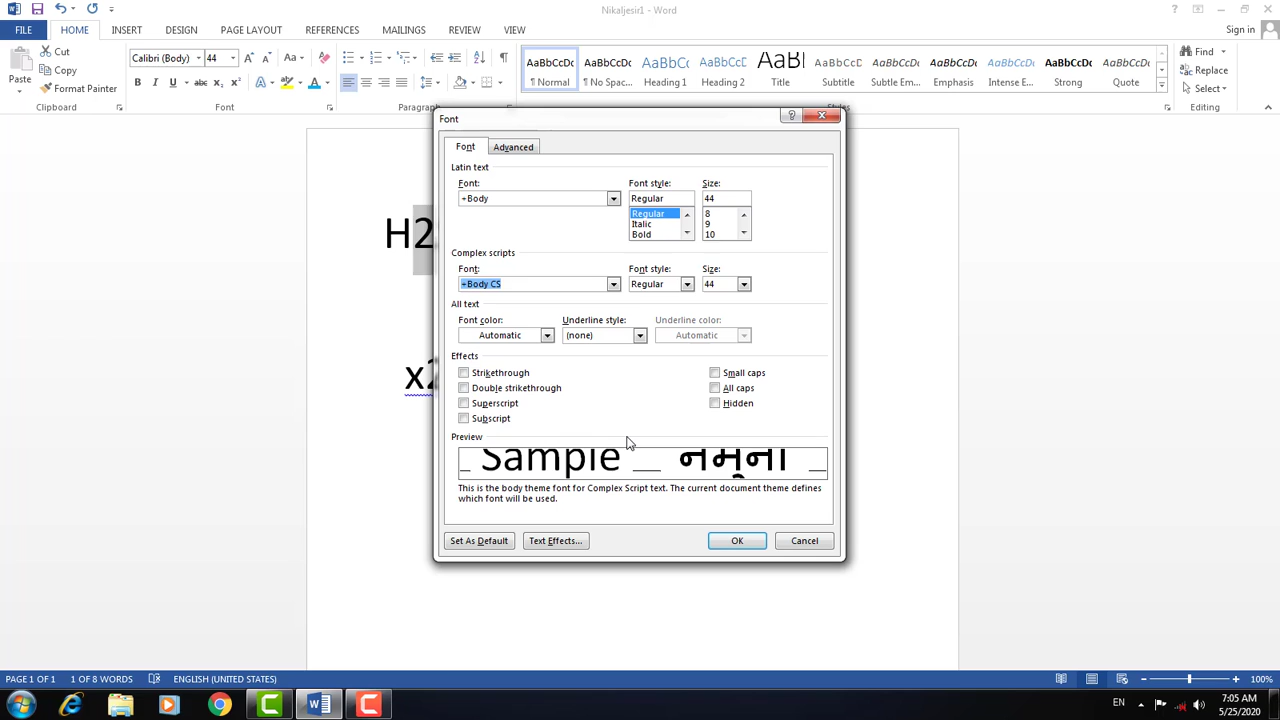 Nikaljesir1 - Word
FILE HOME INSERT DESIGN PAGE LAYOUT REFERENCES MAILINGS REVIEW VIEW Sign in
Paste
Cut
Copy
Format Painter
Clipboard
Calibri (Body) 44
Font
Paragraph
AaBbCcDc AaBbCcDc AaBbCc AaBbCcC AaBl AaBbCcDc AaBbCcDc AaBbCcDc AaBbCcDc AaBbCcDc AaBbCcDc
¶ Normal ¶ No Spac... Heading 1 Heading 2 Title Subtitle Subtle Em... Emphasis Intense E... Strong Quote
Styles
Find
Replace
Select
Editing
H2
x2
Font
Font Advanced
Latin text
Font: Font style: Size:
+Body Regular 44
Regular 8
Italic 9
Bold 10
Complex scripts
Font: Font style: Size:
+Body CS Regular 44
All text
Font color: Underline style: Underline color:
Automatic (none) Automatic
Effects
Strikethrough Small caps
Double strikethrough All caps
Superscript Hidden
Subscript
Preview
Sample नमूना
This is the body theme font for Complex Script text. The current document theme defines
which font will be used.
Set As Default Text Effects... OK Cancel
PAGE 1 OF 1 1 OF 8 WORDS ENGLISH (UNITED STATES) 100%
EN 7:05 AM
5/25/2020